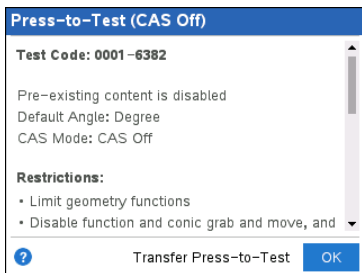 Press-to-Test (CAS Off)
Test Code: 0001-6382
Pre-existing content is disabled
Default Angle: Degree
CAS Mode: CAS Off
Restrictions:
• Limit geometry functions
• Disable function and conic grab and move, and
? Transfer Press-to-Test OK